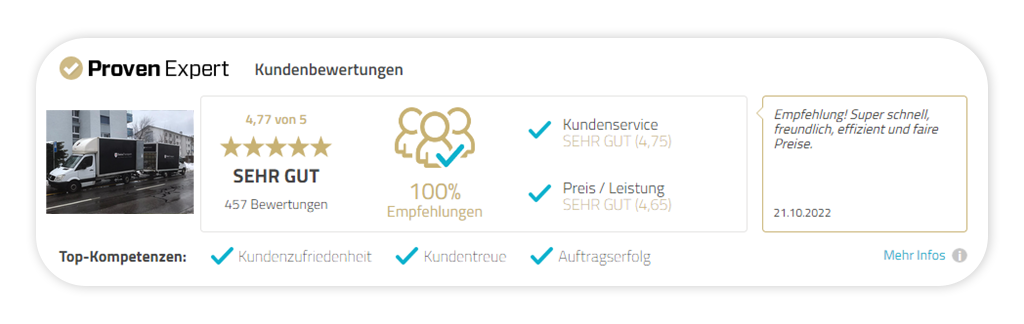 Proven Expert Kundenbewertungen
4,77 von 5
SEHR GUT
457 Bewertungen
100%
Empfehlungen
Kundenservice
SEHR GUT (4,75)
Preis / Leistung
SEHR GUT (4,65)
Empfehlung! Super schnell,
freundlich, effizient und faire
Preise.
21.10.2022
Top-Kompetenzen: Kundenzufriedenheit Kundentreue Auftragserfolg
Mehr Infos i